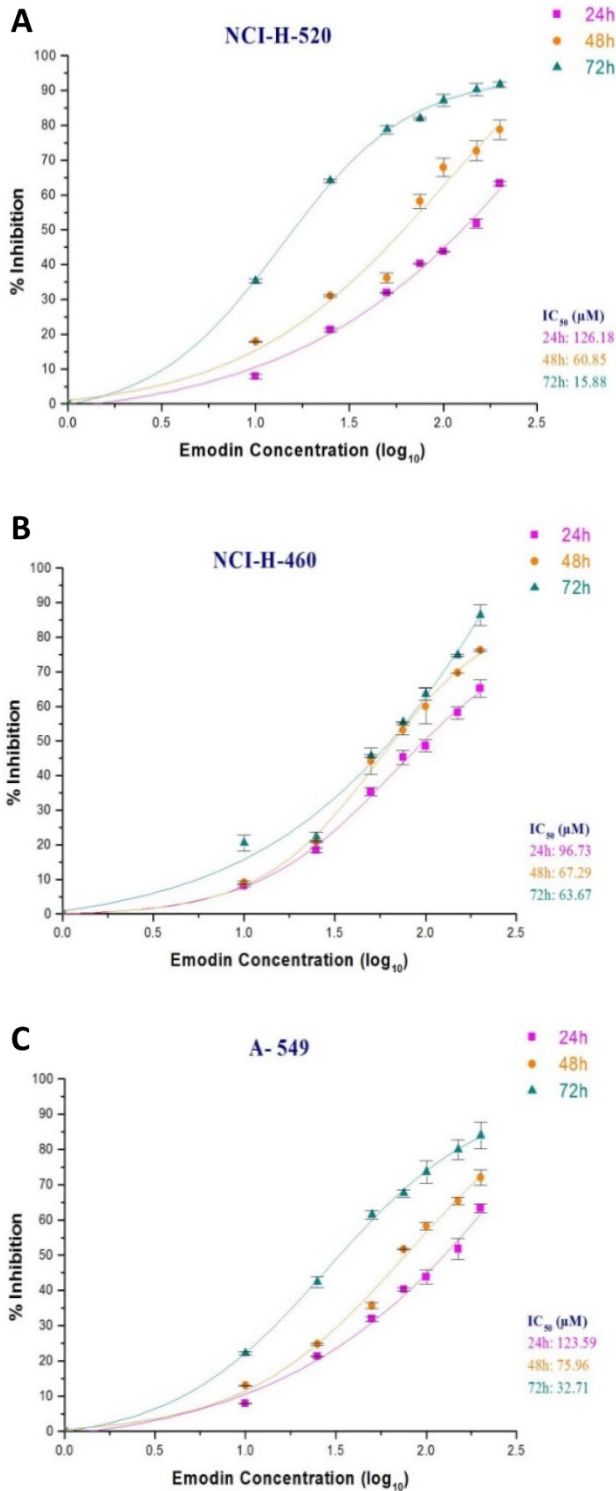 A
NCI-H-520
24h
48h
72h
100
90
80
70
60
50
40
30
20
10
0
% Inhibition
IC₅₀ (µM)
24h: 126.18
48h: 60.85
72h: 15.88
0.0 0.5 1.0 1.5 2.0 2.5
Emodin Concentration (log₁₀)
B
NCI-H-460
24h
48h
72h
100
90
80
70
60
50
40
30
20
10
0
% Inhibition
IC₅₀ (µM)
24h: 96.73
48h: 67.29
72h: 63.67
0.0 0.5 1.0 1.5 2.0 2.5
Emodin Concentration (log₁₀)
C
A- 549
24h
48h
72h
100
90
80
70
60
50
40
30
20
10
0
% Inhibition
IC₅₀ (µM)
24h: 123.59
48h: 75.96
72h: 32.71
0.0 0.5 1.0 1.5 2.0 2.5
Emodin Concentration (log₁₀)